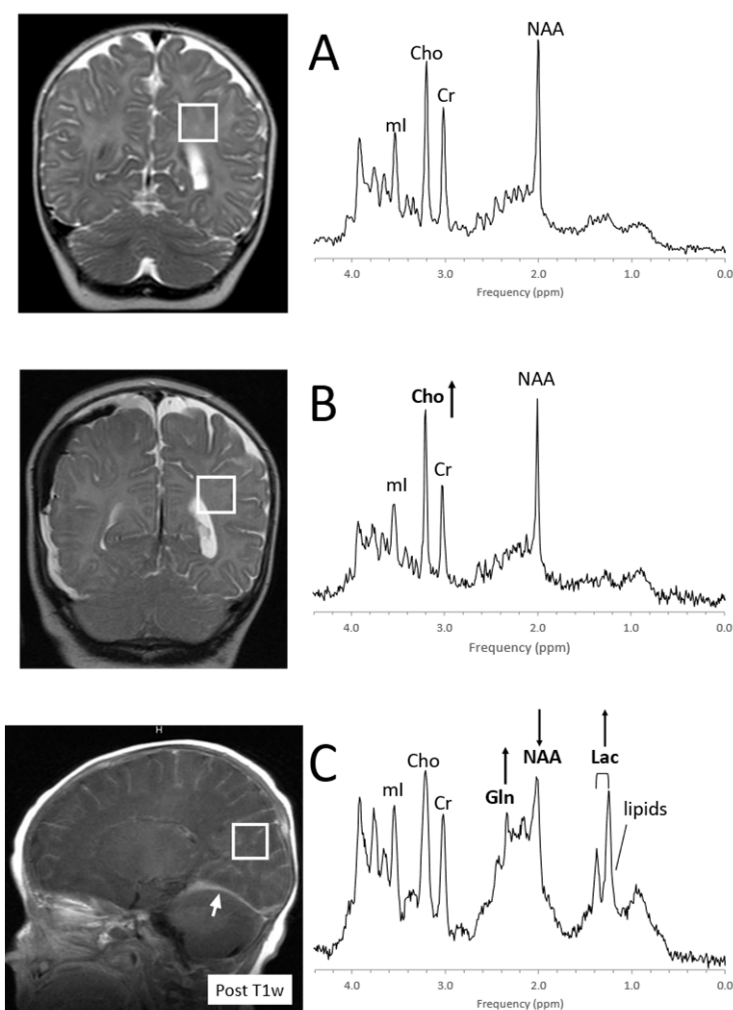 A
NAA
Cho
Cr
mI
4.0 3.0 2.0 1.0 0.0
Frequency (ppm)
B
Cho
NAA
Cr
mI
4.0 3.0 2.0 1.0 0.0
Frequency (ppm)
H
C
NAA
Lac
Cho
mI
Gln
Cr
lipids
Post T1w
4.0 3.0 2.0 1.0 0.0
Frequency (ppm)